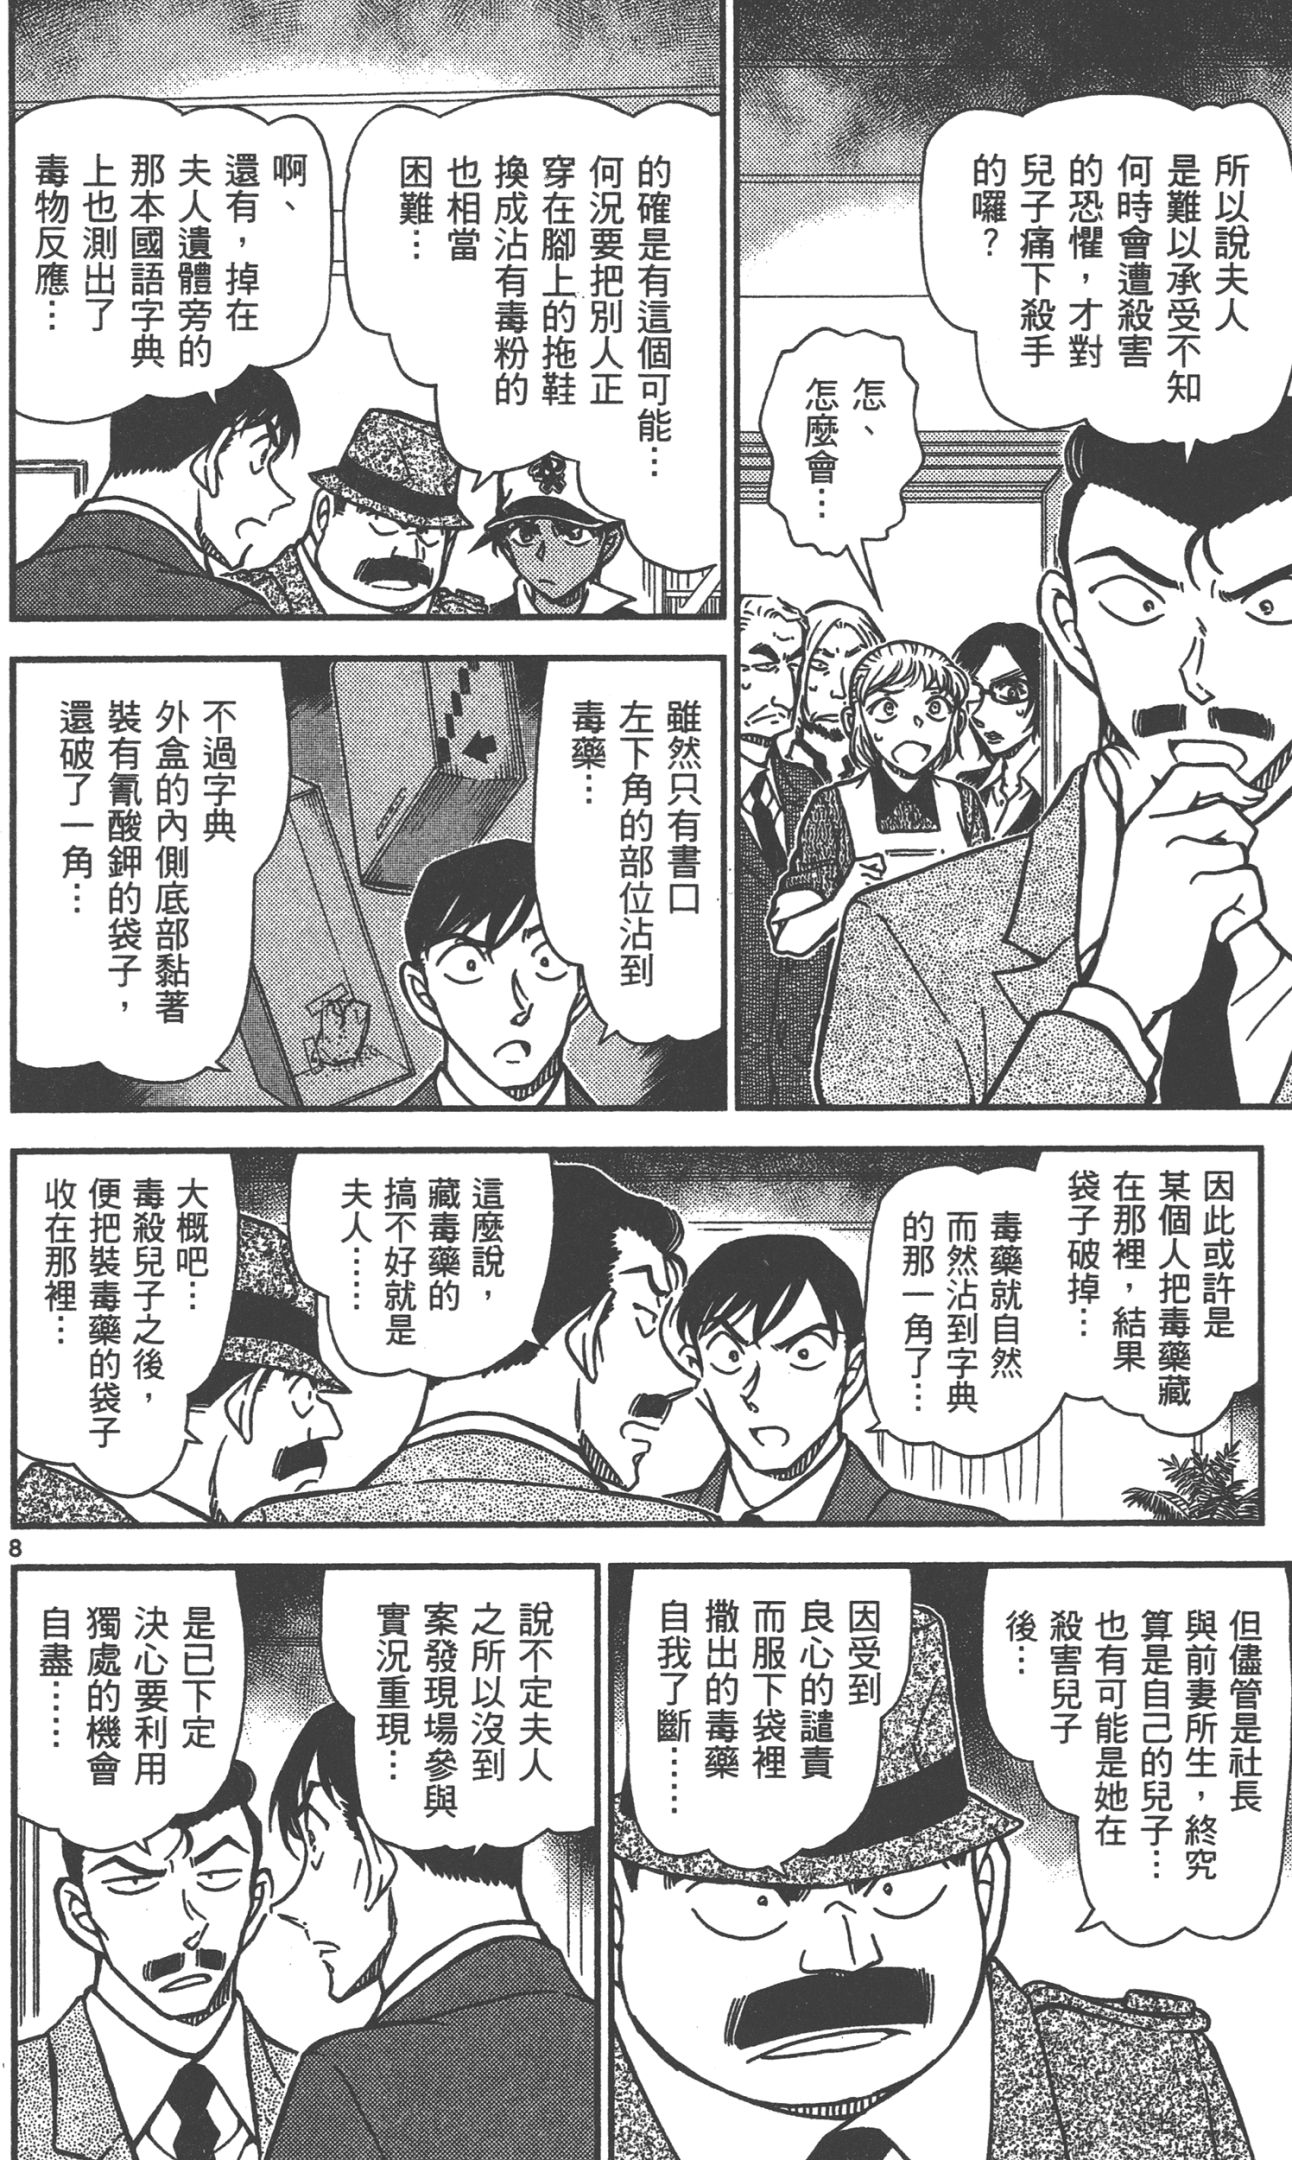 所以說夫人
是難以承受不知
何時會遭殺害
的恐懼，才對
兒子痛下殺手
的囉？
怎、
怎麼會…
的確是有這個可能…
何況要把別人正
穿在腳上的拖鞋
換成沾有毒粉的
也相當
困難…
啊、
還有，掉在
夫人遺體旁的
那本國語字典
上也測出了
毒物反應…
雖然只有書口
左下角的部位沾到
毒藥…
不過字典
外盒的內側底部黏著
裝有氰酸鉀的袋子，
還破了一角…
因此或許是
某個人把毒藥藏
在那裡，結果
袋子破掉…
毒藥就自然
而然沾到字典
的那一角了…
這麼說，
藏毒藥的
搞不好就是
夫人……
大概吧…
毒殺兒子之後，
便把裝毒藥的袋子
收在那裡…
8
但儘管是社長
與前妻所生，終究
算是自己的兒子…
也有可能是她在
殺害兒子
後…
因受到
良心的譴責
而服下袋裡
撒出的毒藥
自我了斷……
說不定夫人
之所以沒到
案發現場參與
實況重現…
是已下定
決心要利用
獨處的機會
自盡……